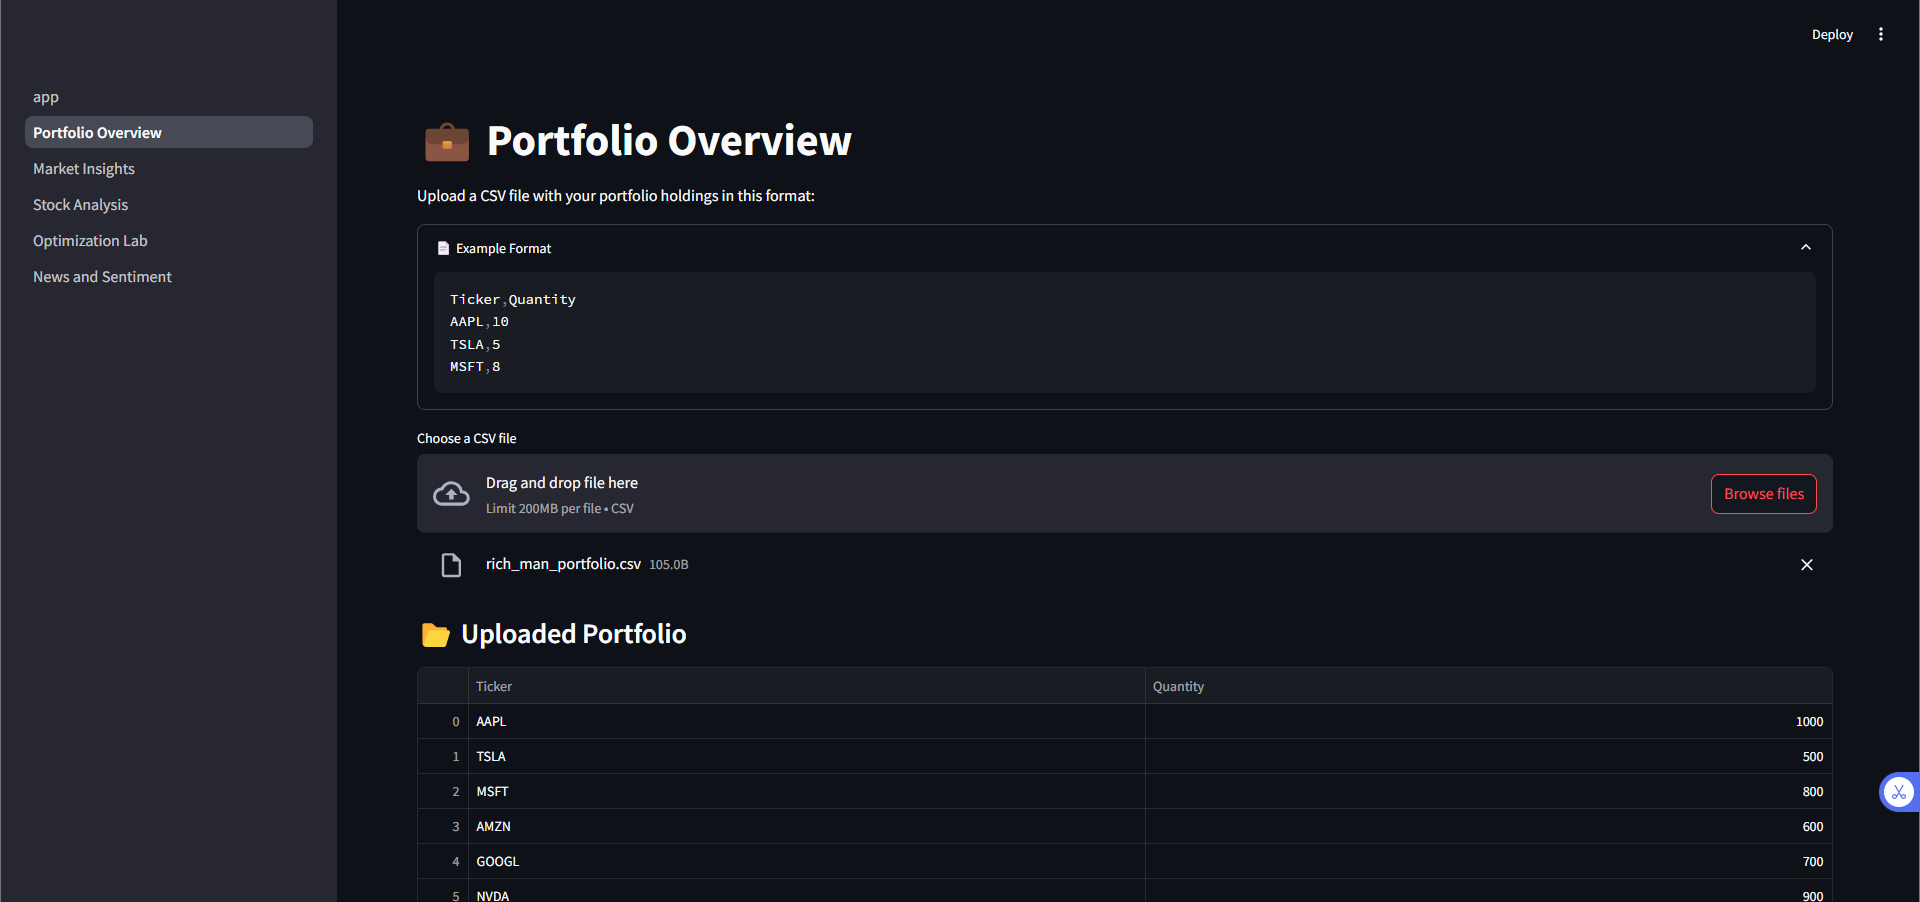 Deploy
app
Portfolio Overview
Market Insights
Stock Analysis
Optimization Lab
News and Sentiment
Portfolio Overview
Upload a CSV file with your portfolio holdings in this format:
Example Format
Ticker,Quantity
AAPL,10
TSLA,5
MSFT,8
Choose a CSV file
Drag and drop file here
Limit 200MB per file • CSV
Browse files
rich_man_portfolio.csv 105.0B
Uploaded Portfolio
Ticker Quantity
0 AAPL 1000
1 TSLA 500
2 MSFT 800
3 AMZN 600
4 GOOGL 700
5 NVDA 900